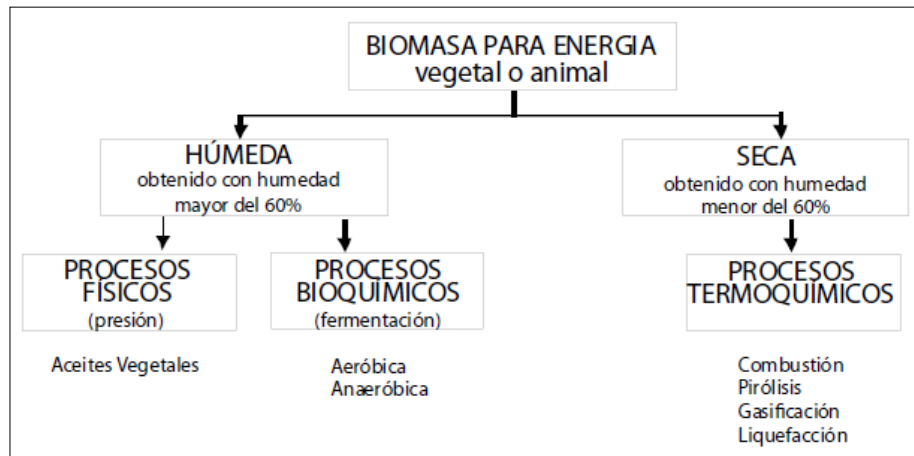 BIOMASA PARA ENERGIA
vegetal o animal
HÚMEDA
obtenido con humedad
mayor del 60%
SECA
obtenido con humedad
menor del 60%
PROCESOS
FÍSICOS
(presión)
PROCESOS
BIOQUÍMICOS
(fermentación)
PROCESOS
TERMOQUÍMICOS
Aceites Vegetales
Aeróbica
Anaeróbica
Combustión
Pirólisis
Gasificación
Liquefacción